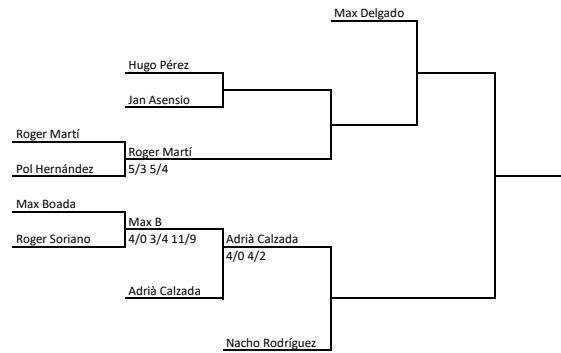 Max Delgado
Hugo Pérez
Jan Asensio
Roger Martí
Roger Martí
Pol Hernández
5/3 5/4
Max Boada
Max B
Roger Soriano
4/0 3/4 11/9
Adrià Calzada
4/0 4/2
Adrià Calzada
Nacho Rodríguez